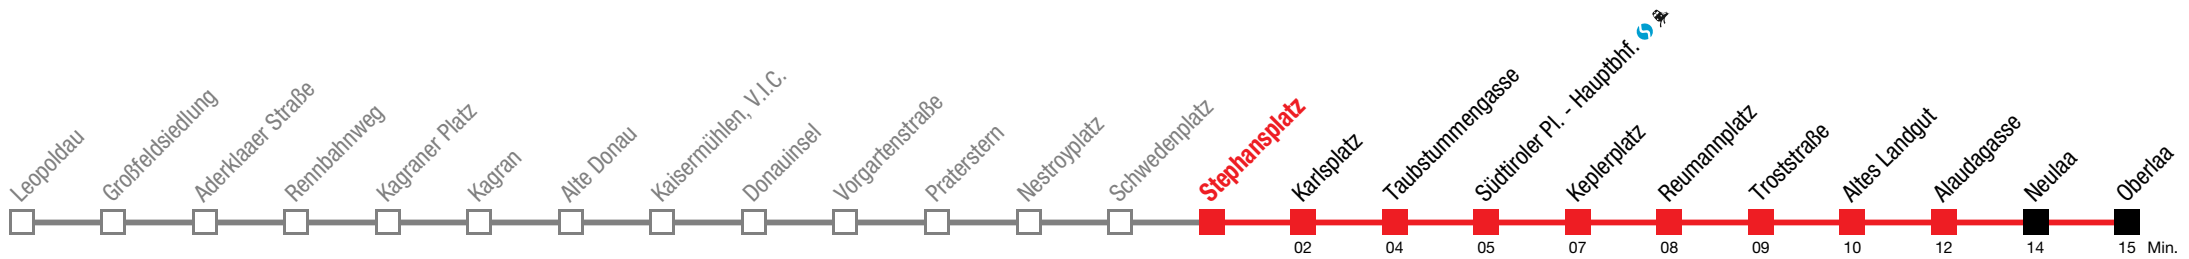 Leopoldau
Großfeldsiedlung
Aderklaaer Straße
Rennbahnweg
Kagraner Platz
Kagran
Alte Donau
Kaisermühlen, V.I.C.
Donauinsel
Vorgartenstraße
Praterstern
Nestroyplatz
Schwedenplatz
Stephansplatz
Karlsplatz
Taubstummengasse
Südtiroler Pl. - Hauptbhf.
Keplerplatz
Reumannplatz
Troststraße
Altes Landgut
Alaudagasse
Neulaa
Oberlaa
02 04 05 07 08 09 10 12 14 15 Min.